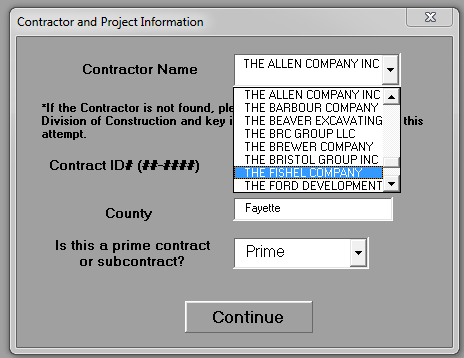 Contractor and Project Information
Contractor Name
THE ALLEN COMPANY INC
THE ALLEN COMPANY INC
THE BARBOUR COMPANY
THE BEAVER EXCAVATING
THE BRC GROUP LLC
THE BREWER COMPANY
THE BRISTOL GROUP INC
THE FISHEL COMPANY
THE FORD DEVELOPMENT
*If the Contractor is not found, ple
Division of Construction and key i this
attempt.
Contract ID# (##-####)
County
Fayette
Is this a prime contract
or subcontract?
Prime
Continue